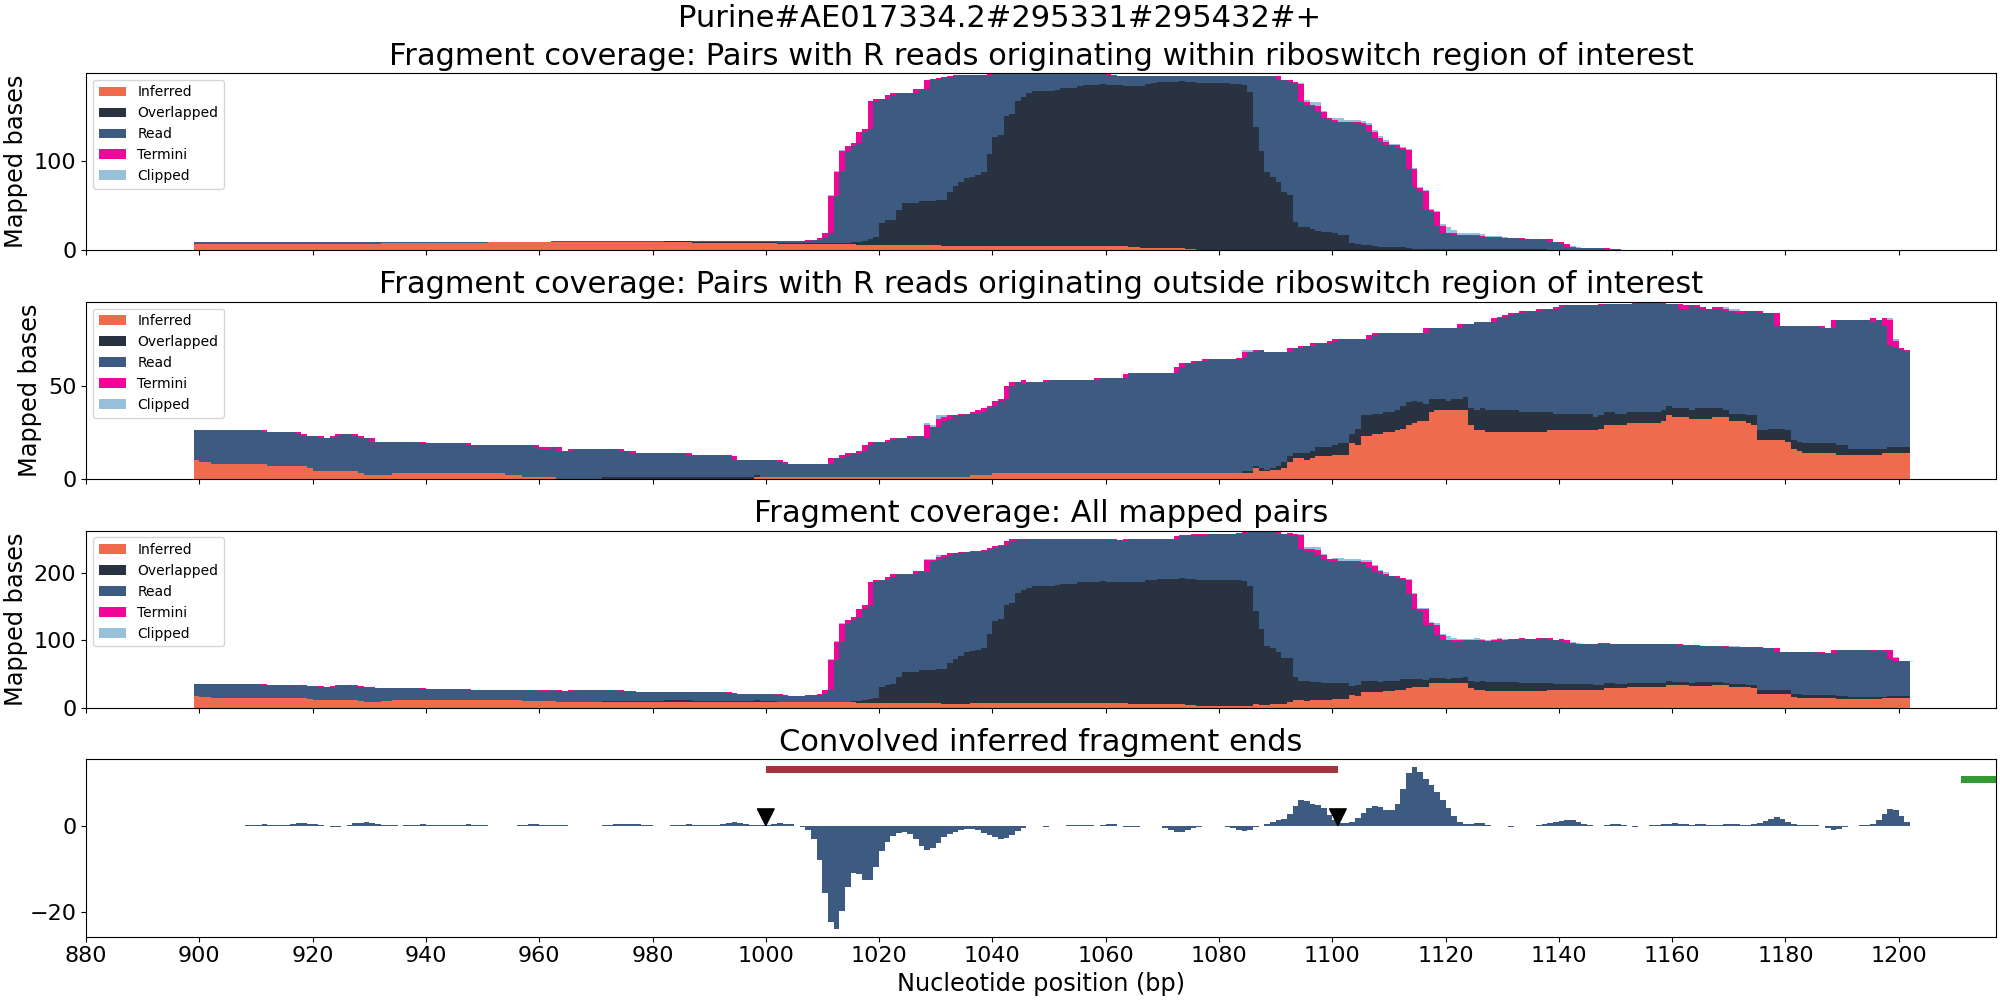 Purine#AE017334.2#295331#295432#+
Fragment coverage: Pairs with R reads originating within riboswitch region of interest
Mapped bases
100
0
Inferred
Overlapped
Read
Termini
Clipped
Fragment coverage: Pairs with R reads originating outside riboswitch region of interest
Mapped bases
50
0
Inferred
Overlapped
Read
Termini
Clipped
Fragment coverage: All mapped pairs
Mapped bases
200
100
0
Inferred
Overlapped
Read
Termini
Clipped
Convolved inferred fragment ends
0
−20
880 900 920 940 960 980 1000 1020 1040 1060 1080 1100 1120 1140 1160 1180 1200
Nucleotide position (bp)